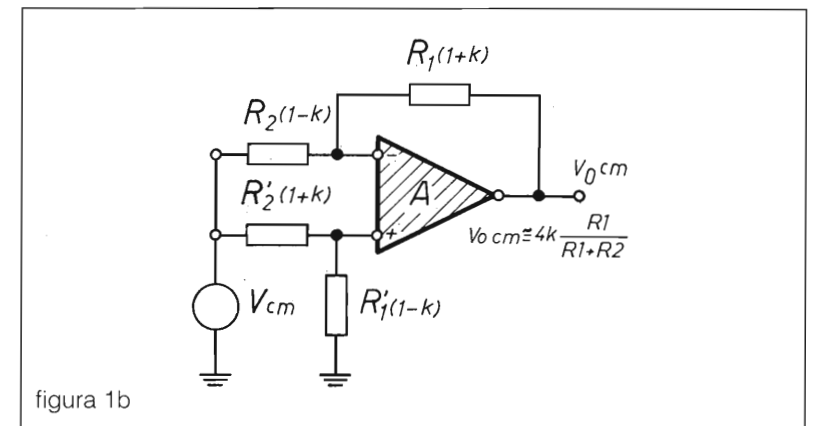 R1(1+k)
R2(1-k)
R'2(1+k)
-
A
+
V0cm
Vo cm≅4k R1
R1+R2
Vcm
R'1(1-k)
figura 1b